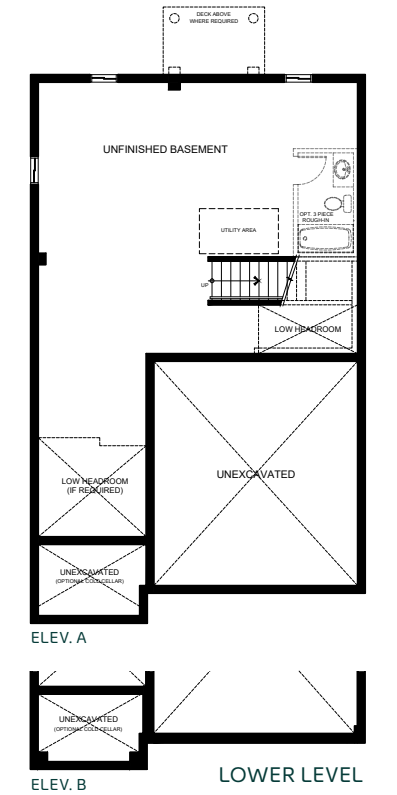 DECK ABOVE
WHERE REQUIRED
UNFINISHED BASEMENT
OPT. 3 PIECE
ROUGH-IN
UTILITY AREA
UP
LOW HEADROOM
UNEXCAVATED
LOW HEADROOM
(IF REQUIRED)
UNEXCAVATED
(OPTIONAL COLD CELLAR)
ELEV. A
UNEXCAVATED
(OPTIONAL COLD CELLAR)
ELEV. B
LOWER LEVEL